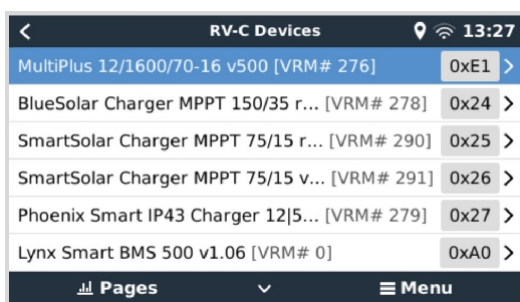 RV-C Devices 13:27
MultiPlus 12/1600/70-16 v500 [VRM# 276] 0xE1
BlueSolar Charger MPPT 150/35 r... [VRM# 278] 0x24
SmartSolar Charger MPPT 75/15 r... [VRM# 290] 0x25
SmartSolar Charger MPPT 75/15 v... [VRM# 291] 0x26
Phoenix Smart IP43 Charger 12|5... [VRM# 279] 0x27
Lynx Smart BMS 500 v1.06 [VRM# 0] 0xA0
Pages Menu